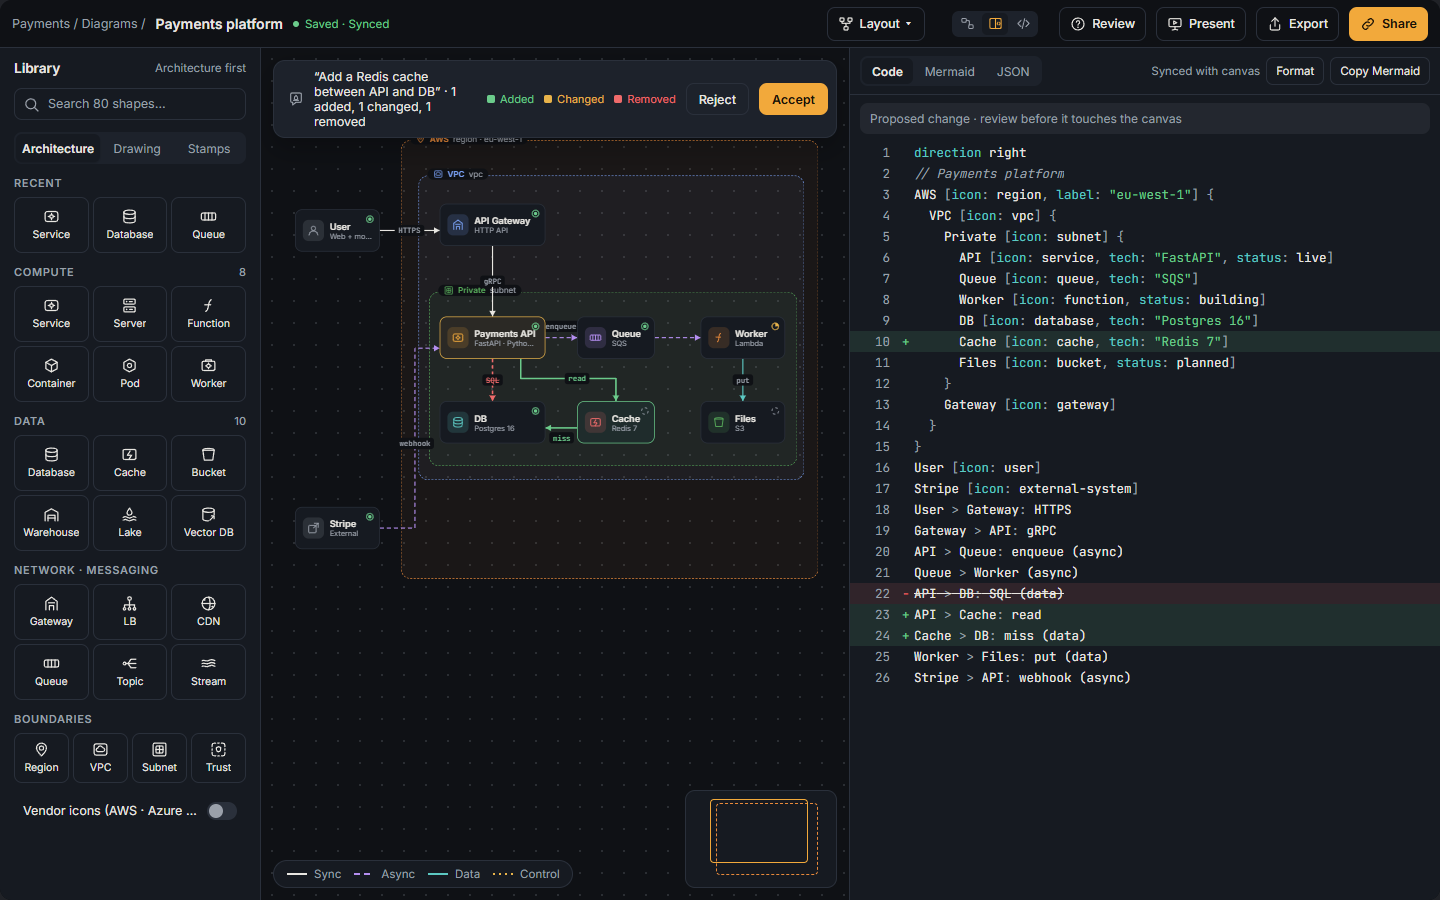 Payments / Diagrams / Payments platform Saved · Synced
Layout
Review
Present
Export
Share
Library Architecture first
Search 80 shapes...
Architecture Drawing Stamps
RECENT
Service Database Queue
COMPUTE 8
Service Server Function
Container Pod Worker
DATA 10
Database Cache Bucket
Warehouse Lake Vector DB
NETWORK · MESSAGING
Gateway LB CDN
Queue Topic Stream
BOUNDARIES
Region VPC Subnet Trust
Vendor icons (AWS · Azure ...
“Add a Redis cache
between API and DB” · 1
added, 1 changed, 1
removed
Added Changed Removed
Reject Accept
AWS region · eu-west-1
VPC vpc
User
Web + mo...
HTTPS
API Gateway
HTTP API
gRPC
Private subnet
Payments API
FastAPI · Pytho...
enqueue
Queue
SQS
Worker
Lambda
SQL
read
put
DB
Postgres 16
miss
Cache
Redis 7
Files
S3
webhook
Stripe
External
Sync Async Data Control
Code Mermaid JSON
Synced with canvas Format Copy Mermaid
Proposed change · review before it touches the canvas
1 direction right
2 // Payments platform
3 AWS [icon: region, label: "eu-west-1"] {
4 VPC [icon: vpc] {
5 Private [icon: subnet] {
6 API [icon: service, tech: "FastAPI", status: live]
7 Queue [icon: queue, tech: "SQS"]
8 Worker [icon: function, status: building]
9 DB [icon: database, tech: "Postgres 16"]
10 + Cache [icon: cache, tech: "Redis 7"]
11 Files [icon: bucket, status: planned]
12 }
13 Gateway [icon: gateway]
14 }
15 }
16 User [icon: user]
17 Stripe [icon: external-system]
18 User > Gateway: HTTPS
19 Gateway > API: gRPC
20 API > Queue: enqueue (async)
21 Queue > Worker (async)
22 - API > DB: SQL (data)
23 + API > Cache: read
24 + Cache > DB: miss (data)
25 Worker > Files: put (data)
26 Stripe > API: webhook (async)